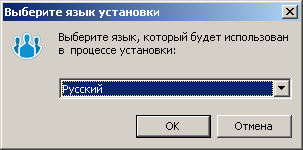 Выберите язык установки
Выберите язык, который будет использован
в процессе установки:
Русский
OK
Отмена